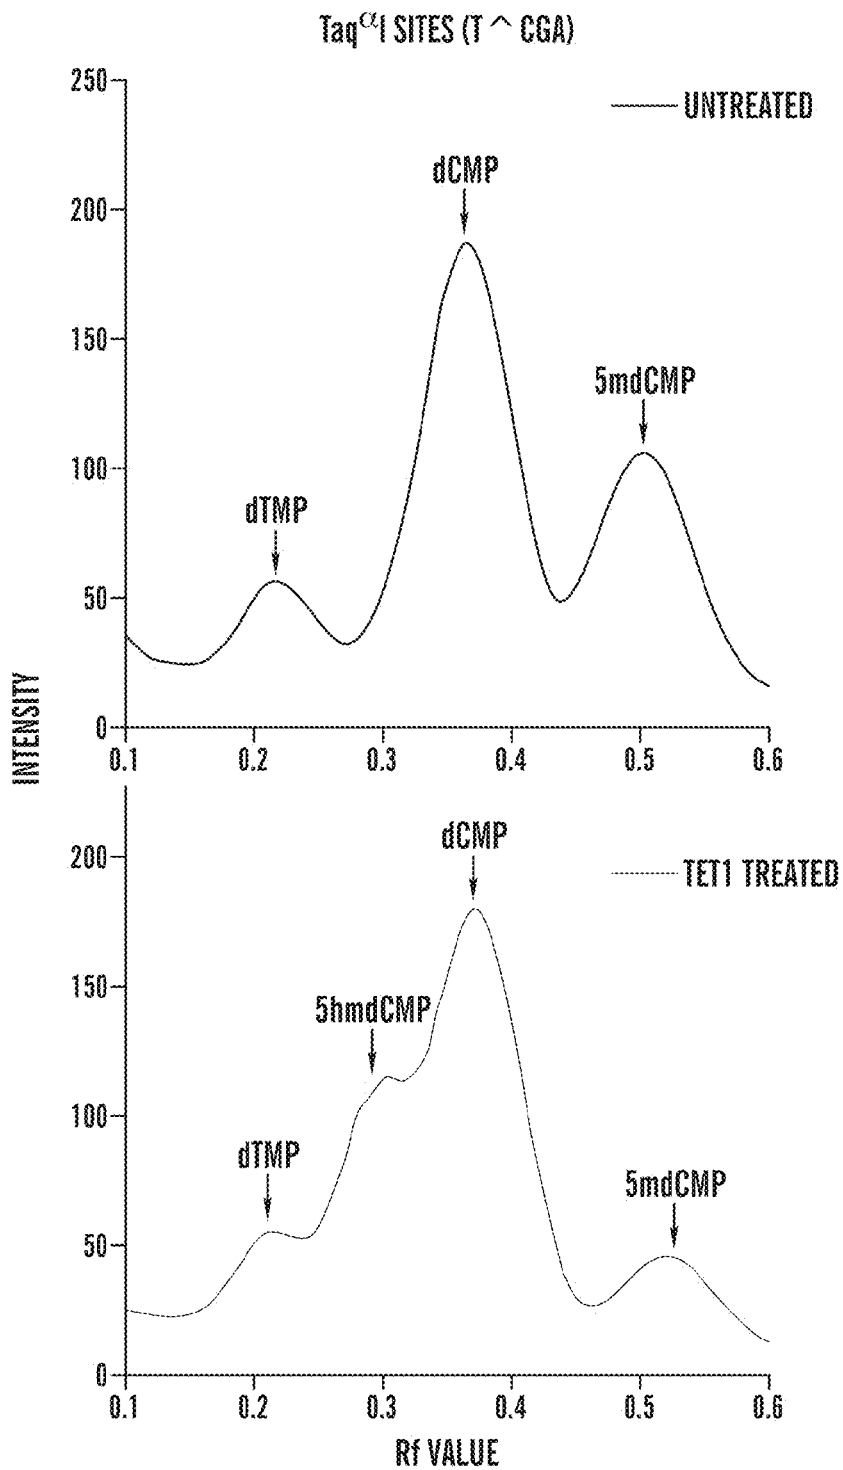 TaqαI SITES (T ^ CGA)
250
UNTREATED
dCMP
200
150
5mdCMP
100
dTMP
50
0
0.1 0.2 0.3 0.4 0.5 0.6
INTENSITY
dCMP
200
TET1 TREATED
150
5hmdCMP
100
dTMP
5mdCMP
50
0
0.1 0.2 0.3 0.4 0.5 0.6
Rf VALUE